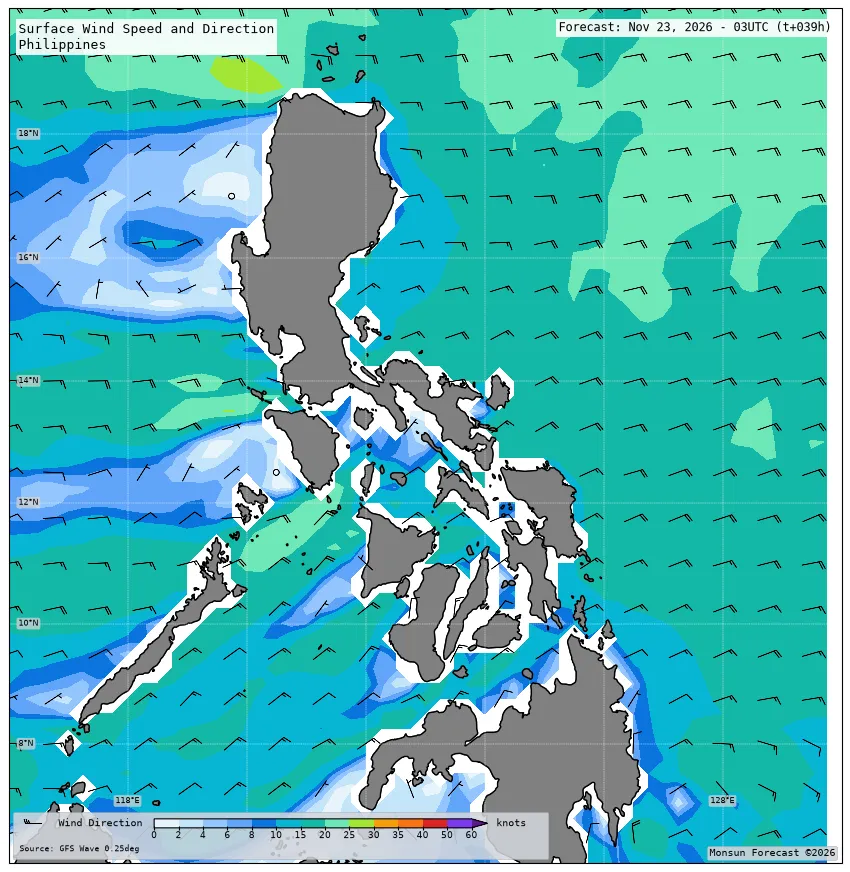 Surface Wind Speed and Direction
Philippines
Forecast: Nov 23, 2026 - 03UTC (t+039h)
18°N
16°N
14°N
12°N
10°N
8°N
118°E
128°E
Wind Direction
0 2 4 6 8 10 15 20 25 30 35 40 50 60
knots
Source: GFS Wave 0.25deg
Monsun Forecast ©2026